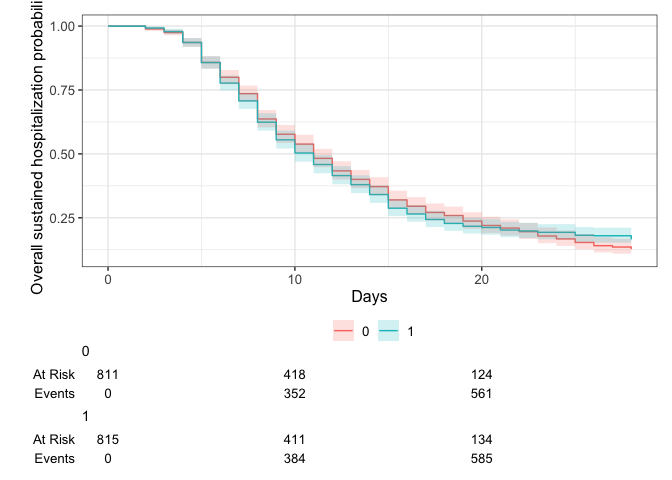 Overall sustained hospitalization probabili
1.00
0.75
0.50
0.25
0 10 20
Days
0 1
0
At Risk 811 418 124
Events 0 352 561
1
At Risk 815 411 134
Events 0 384 585